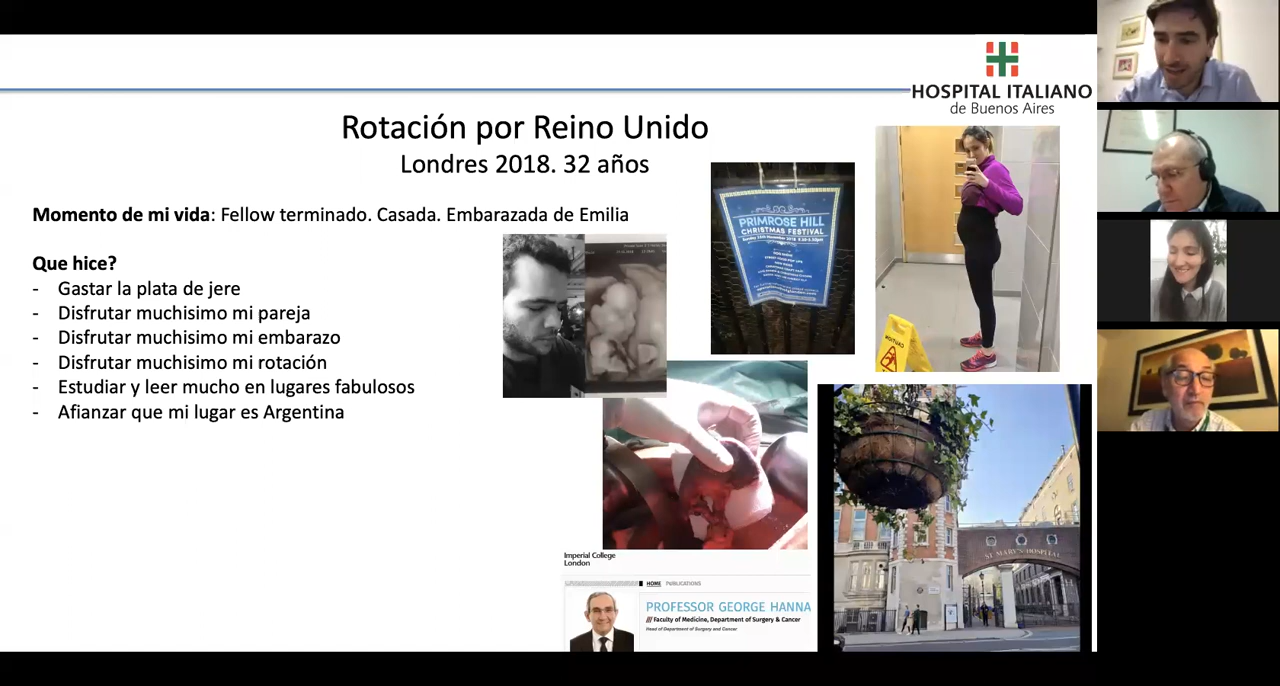 HOSPITAL ITALIANO
de Buenos Aires
Rotación por Reino Unido
Londres 2018. 32 años
Momento de mi vida: Fellow terminado. Casada. Embarazada de Emilia
Que hice?
- Gastar la plata de jere
- Disfrutar muchisimo mi pareja
- Disfrutar muchisimo mi embarazo
- Disfrutar muchisimo mi rotación
- Estudiar y leer mucho en lugares fabulosos
- Afianzar que mi lugar es Argentina
PRIMROSE HILL
CHRISTMAS FESTIVAL
CAUTION
ST MARY'S HOSPITAL
Imperial College
London
HOME PUBLICATIONS
PROFESSOR GEORGE HANNA
/// Faculty of Medicine, Department of Surgery & Cancer
Head of Department of Surgery and Cancer